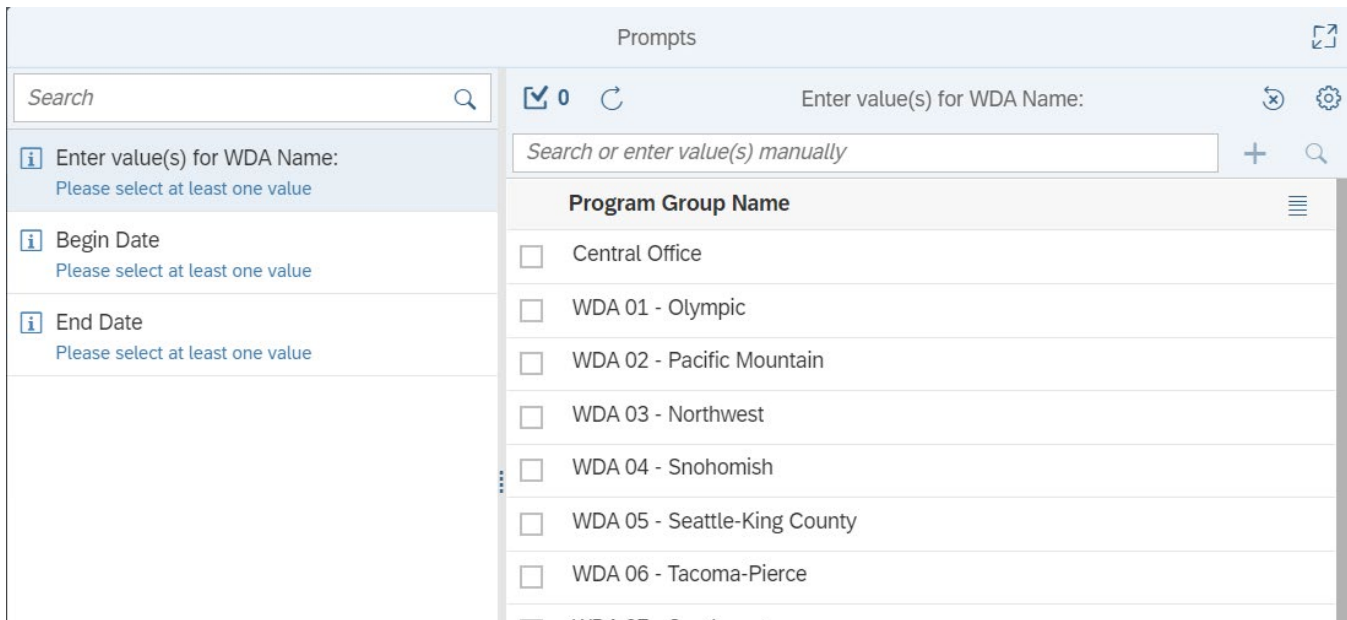 Prompts
Search
Enter value(s) for WDA Name:
Please select at least one value
Begin Date
Please select at least one value
End Date
Please select at least one value
0
Enter value(s) for WDA Name:
Search or enter value(s) manually
Program Group Name
Central Office
WDA 01 - Olympic
WDA 02 - Pacific Mountain
WDA 03 - Northwest
WDA 04 - Snohomish
WDA 05 - Seattle-King County
WDA 06 - Tacoma-Pierce